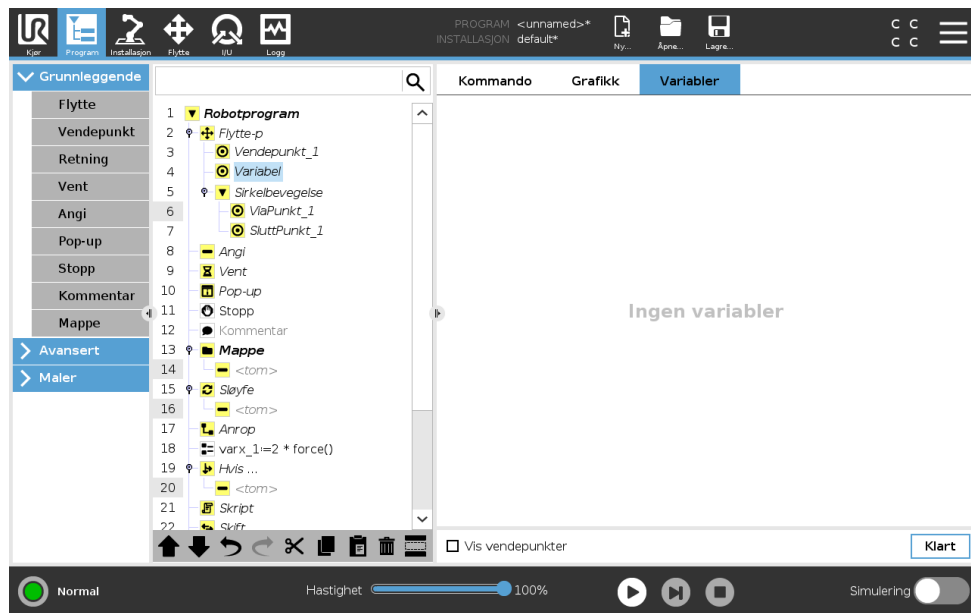 PROGRAM <unnamed>*
INSTALLASJON default*
Kjør
Program
Installasjon
Flytte
I/U
Logg
Ny...
Åpne...
Lagre...
C C
C C
Grunnleggende
Flytte
Vendepunkt
Retning
Vent
Angi
Pop-up
Stopp
Kommentar
Mappe
Avansert
Maler
1 Robotprogram
2 Flytte-p
3 Vendepunkt_1
4 Variabel
5 Sirkelbevegelse
6 ViaPunkt_1
7 SluttPunkt_1
8 Angi
9 Vent
10 Pop-up
11 Stopp
12 Kommentar
13 Mappe
14 <tom>
15 Sløyfe
16 <tom>
17 Anrop
18 varx_1:=2 * force()
19 Hvis ...
20 <tom>
21 Skript
22 Skift
Kommando
Grafikk
Variabler
Ingen variabler
Vis vendepunkter
Klart
Normal
Hastighet
100%
Simulering